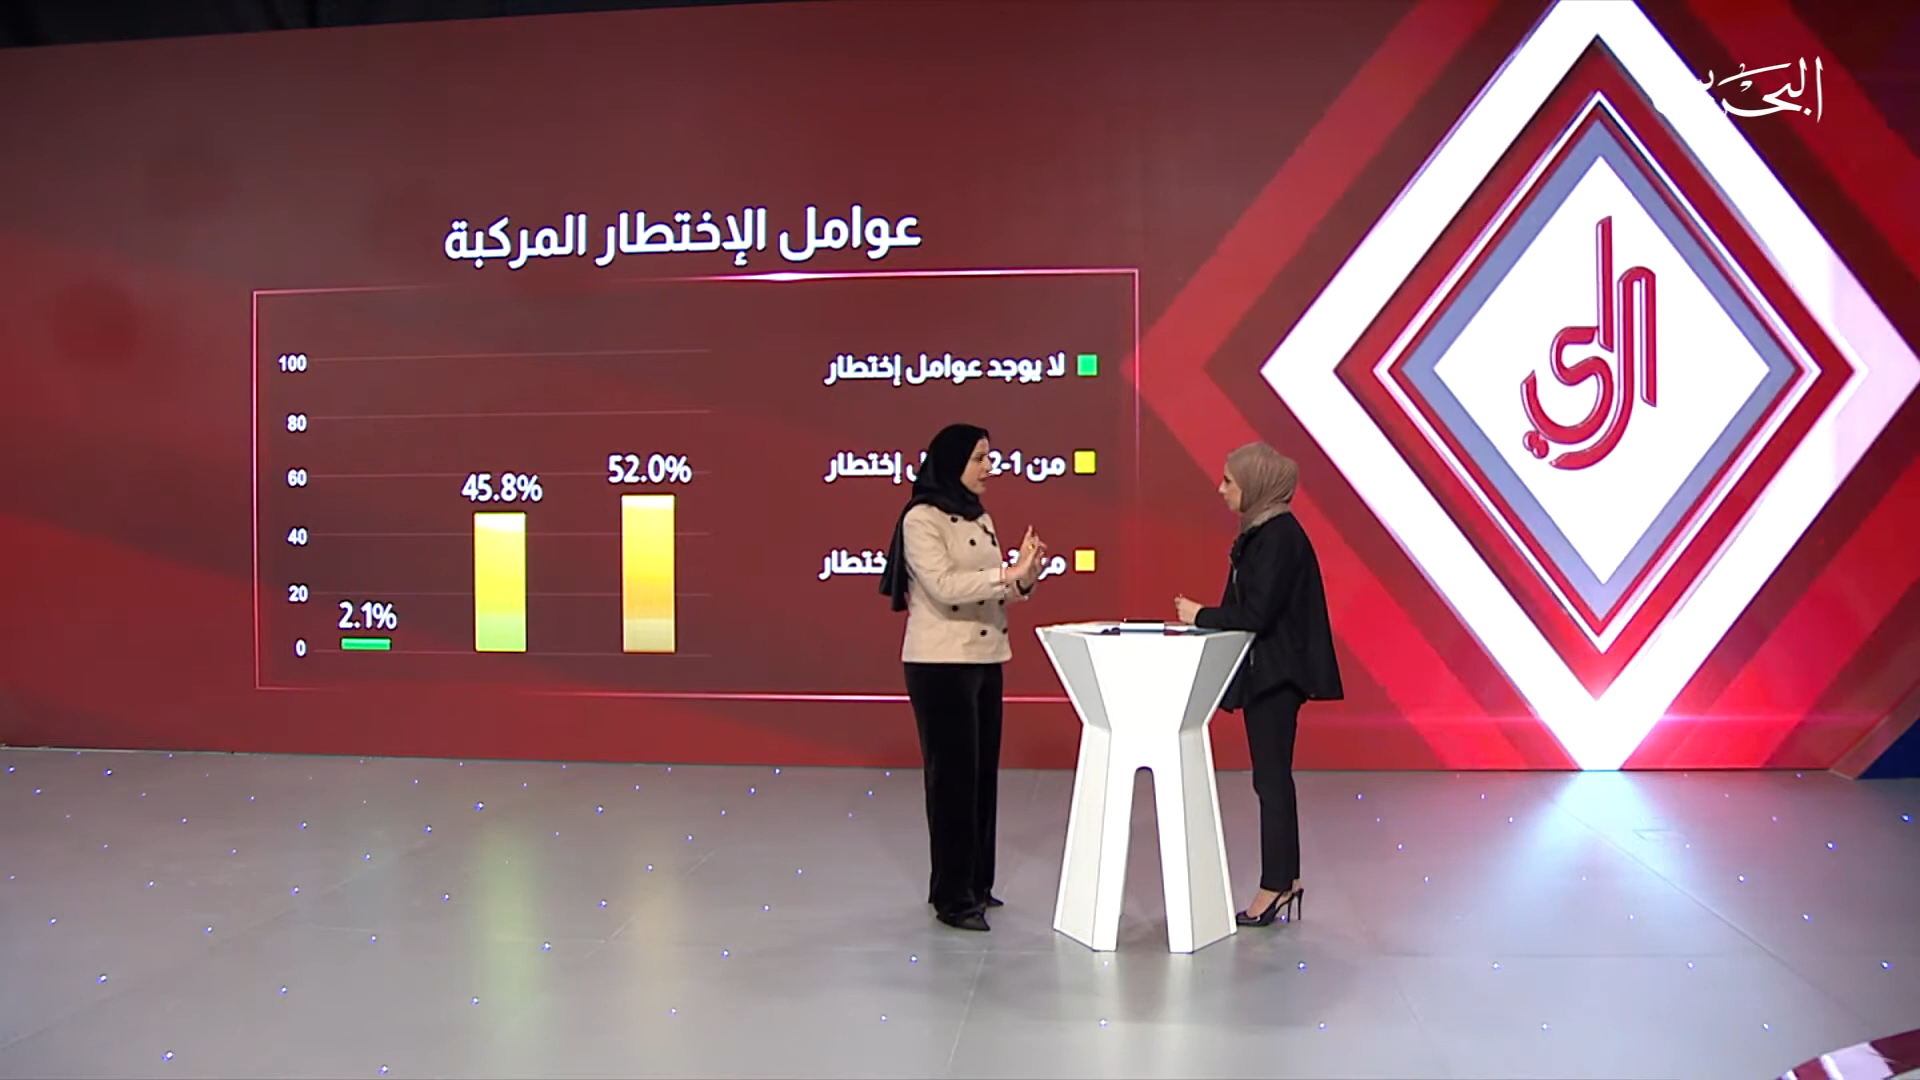 البحرين
عوامل الإختطار المركبة
الراي
100
80
60
40
20
0
2.1%
45.8%
52.0%
لا يوجد عوامل إختطار
من 1-2 إختطار